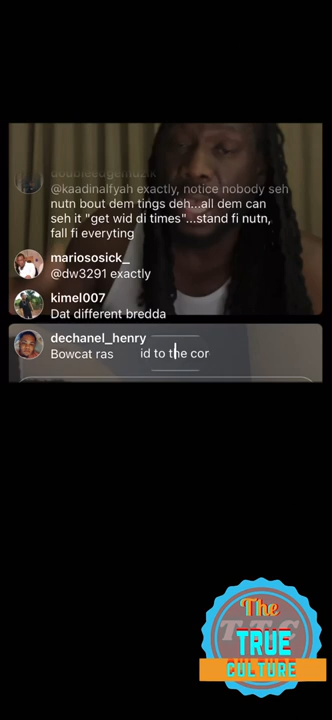 doubleedgemuzik
@kaadinalfyah exactly, notice nobody seh
nutn bout dem tings deh...all dem can
seh it "get wid di times"...stand fi nutn,
fall fi everyting
mariososick_
@dw3291 exactly
kimel007
Dat different bredda
dechanel_henry
Bowcat ras id to the cor
The
T.T.C
TRUE
CULTURE